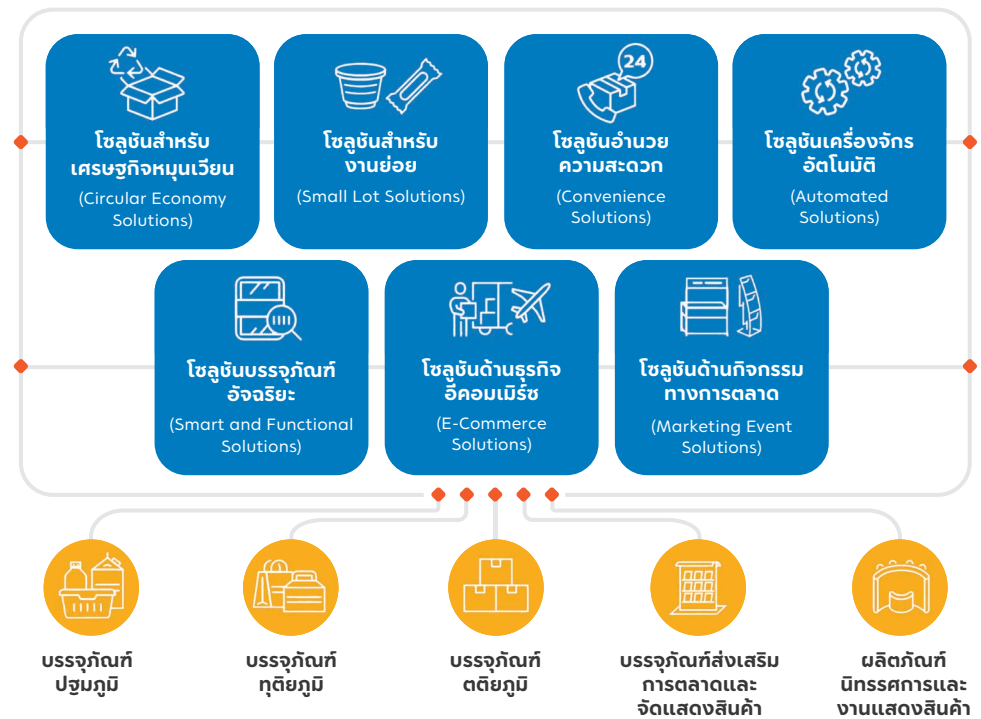 24
โซลูชันสำหรับ
เศรษฐกิจหมุนเวียน
(Circular Economy
Solutions)
โซลูชันสำหรับ
งานย่อย
(Small Lot Solutions)
โซลูชันอำนวย
ความสะดวก
(Convenience
Solutions)
โซลูชันเครื่องจักร
อัตโนมัติ
(Automated
Solutions)
โซลูชันบรรจุภัณฑ์
อัจฉริยะ
(Smart and Functional
Solutions)
โซลูชันด้านธุรกิจ
อีคอมเมิร์ซ
(E-Commerce
Solutions)
โซลูชันด้านกิจกรรม
ทางการตลาด
(Marketing Event
Solutions)
บรรจุภัณฑ์
ปฐมภูมิ
บรรจุภัณฑ์
ทุติยภูมิ
บรรจุภัณฑ์
ตติยภูมิ
บรรจุภัณฑ์ส่งเสริม
การตลาดและ
จัดแสดงสินค้า
ผลิตภัณฑ์
นิทรรศการและ
งานแสดงสินค้า